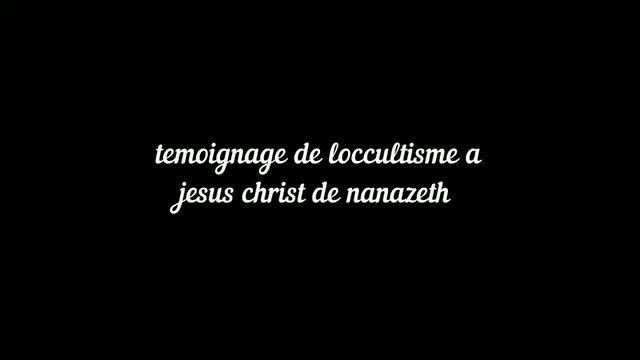 temoignage de loccultisme a
jesus christ de nanazeth